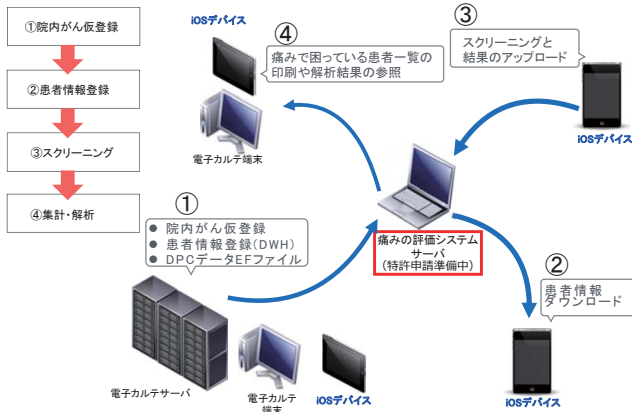 ①院内がん仮登録
②患者情報登録
③スクリーニング
④集計・解析
iOSデバイス
④
痛みで困っている患者一覧の
印刷や解析結果の参照
電子カルテ端末
③
スクリーニングと
結果のアップロード
iOSデバイス
①
● 院内がん仮登録
● 患者情報登録(DWH)
● DPCデータEFファイル
痛みの評価システム
サーバ
(特許申請準備中)
②
患者情報
ダウンロード
電子カルテサーバ
電子カルテ
端末
iOSデバイス
iOSデバイス